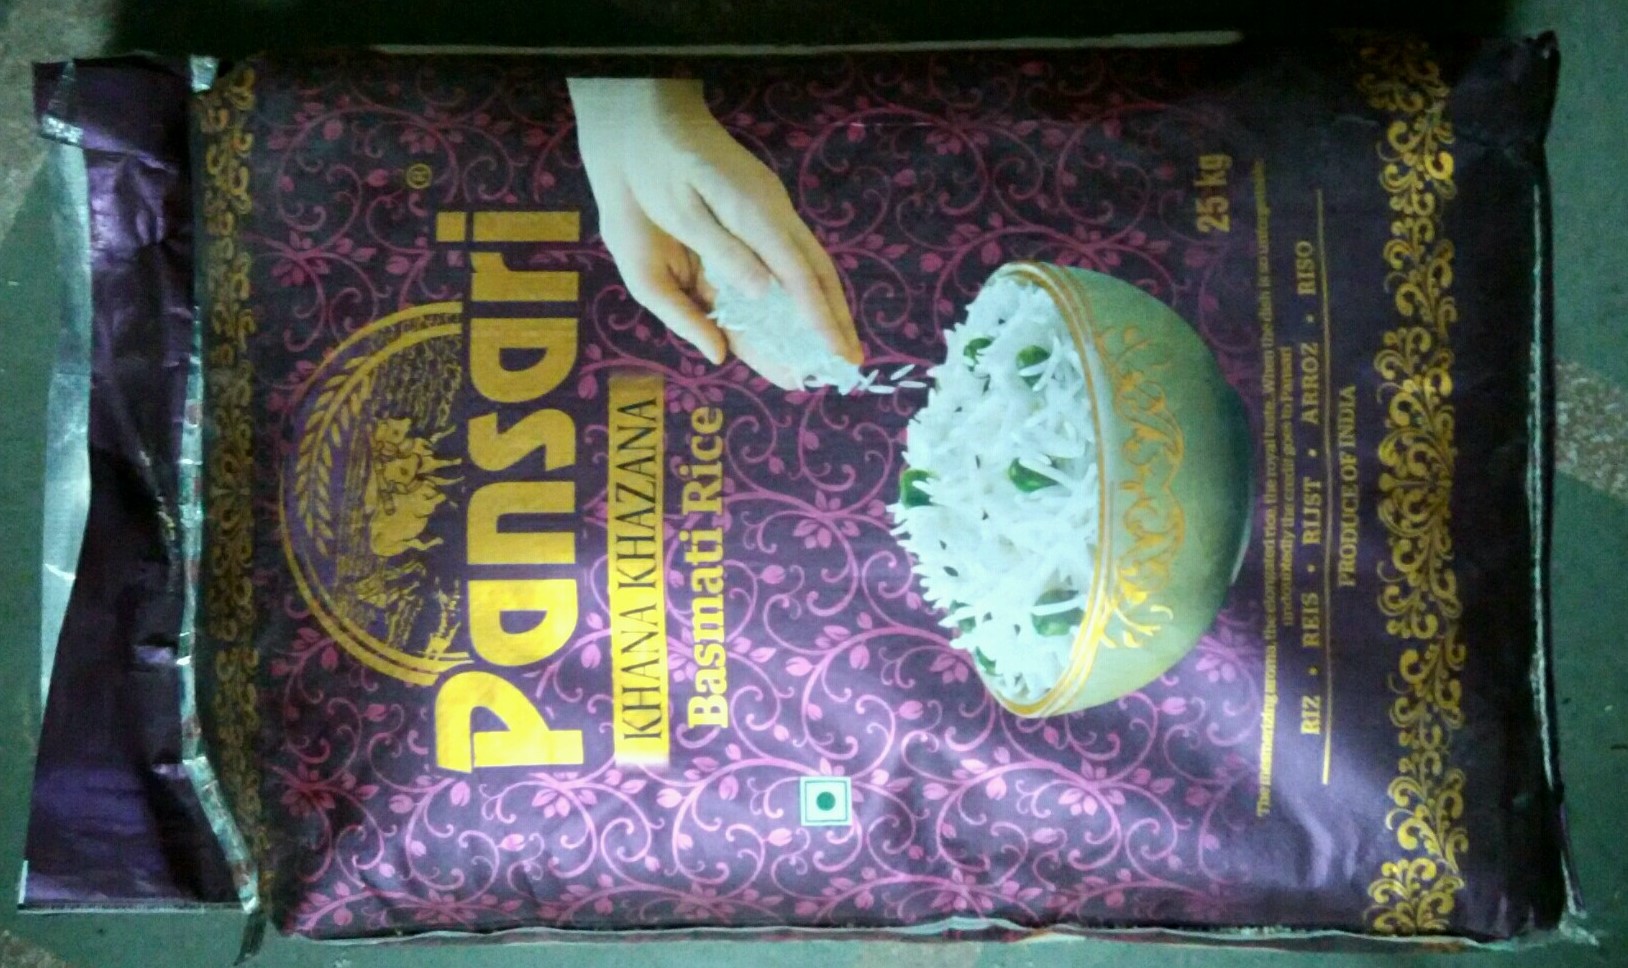 Pansari ®
KHANA KHAZANA
Basmati Rice
25 kg
The mesmerizing aroma, the elongated rice, the royal taste..When the dish is so unforgettable,
undoubtedly the credit goes to Pansari
RIZ • REIS • RIJST • ARROZ • RISO
PRODUCE OF INDIA